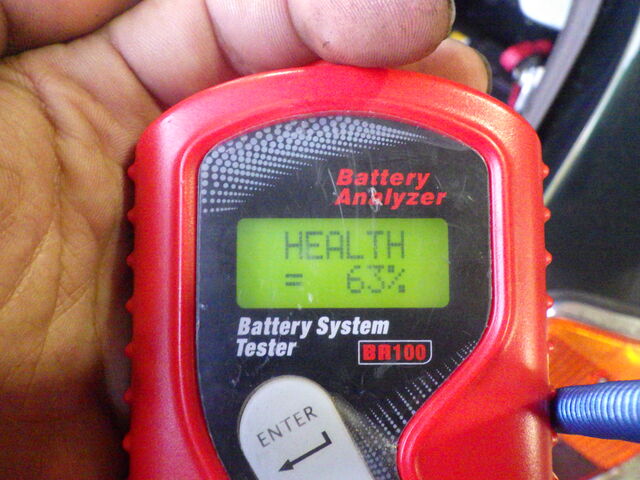 Battery
Analyzer
HEALTH
= 63%
Battery System
Tester
BR100
ENTER